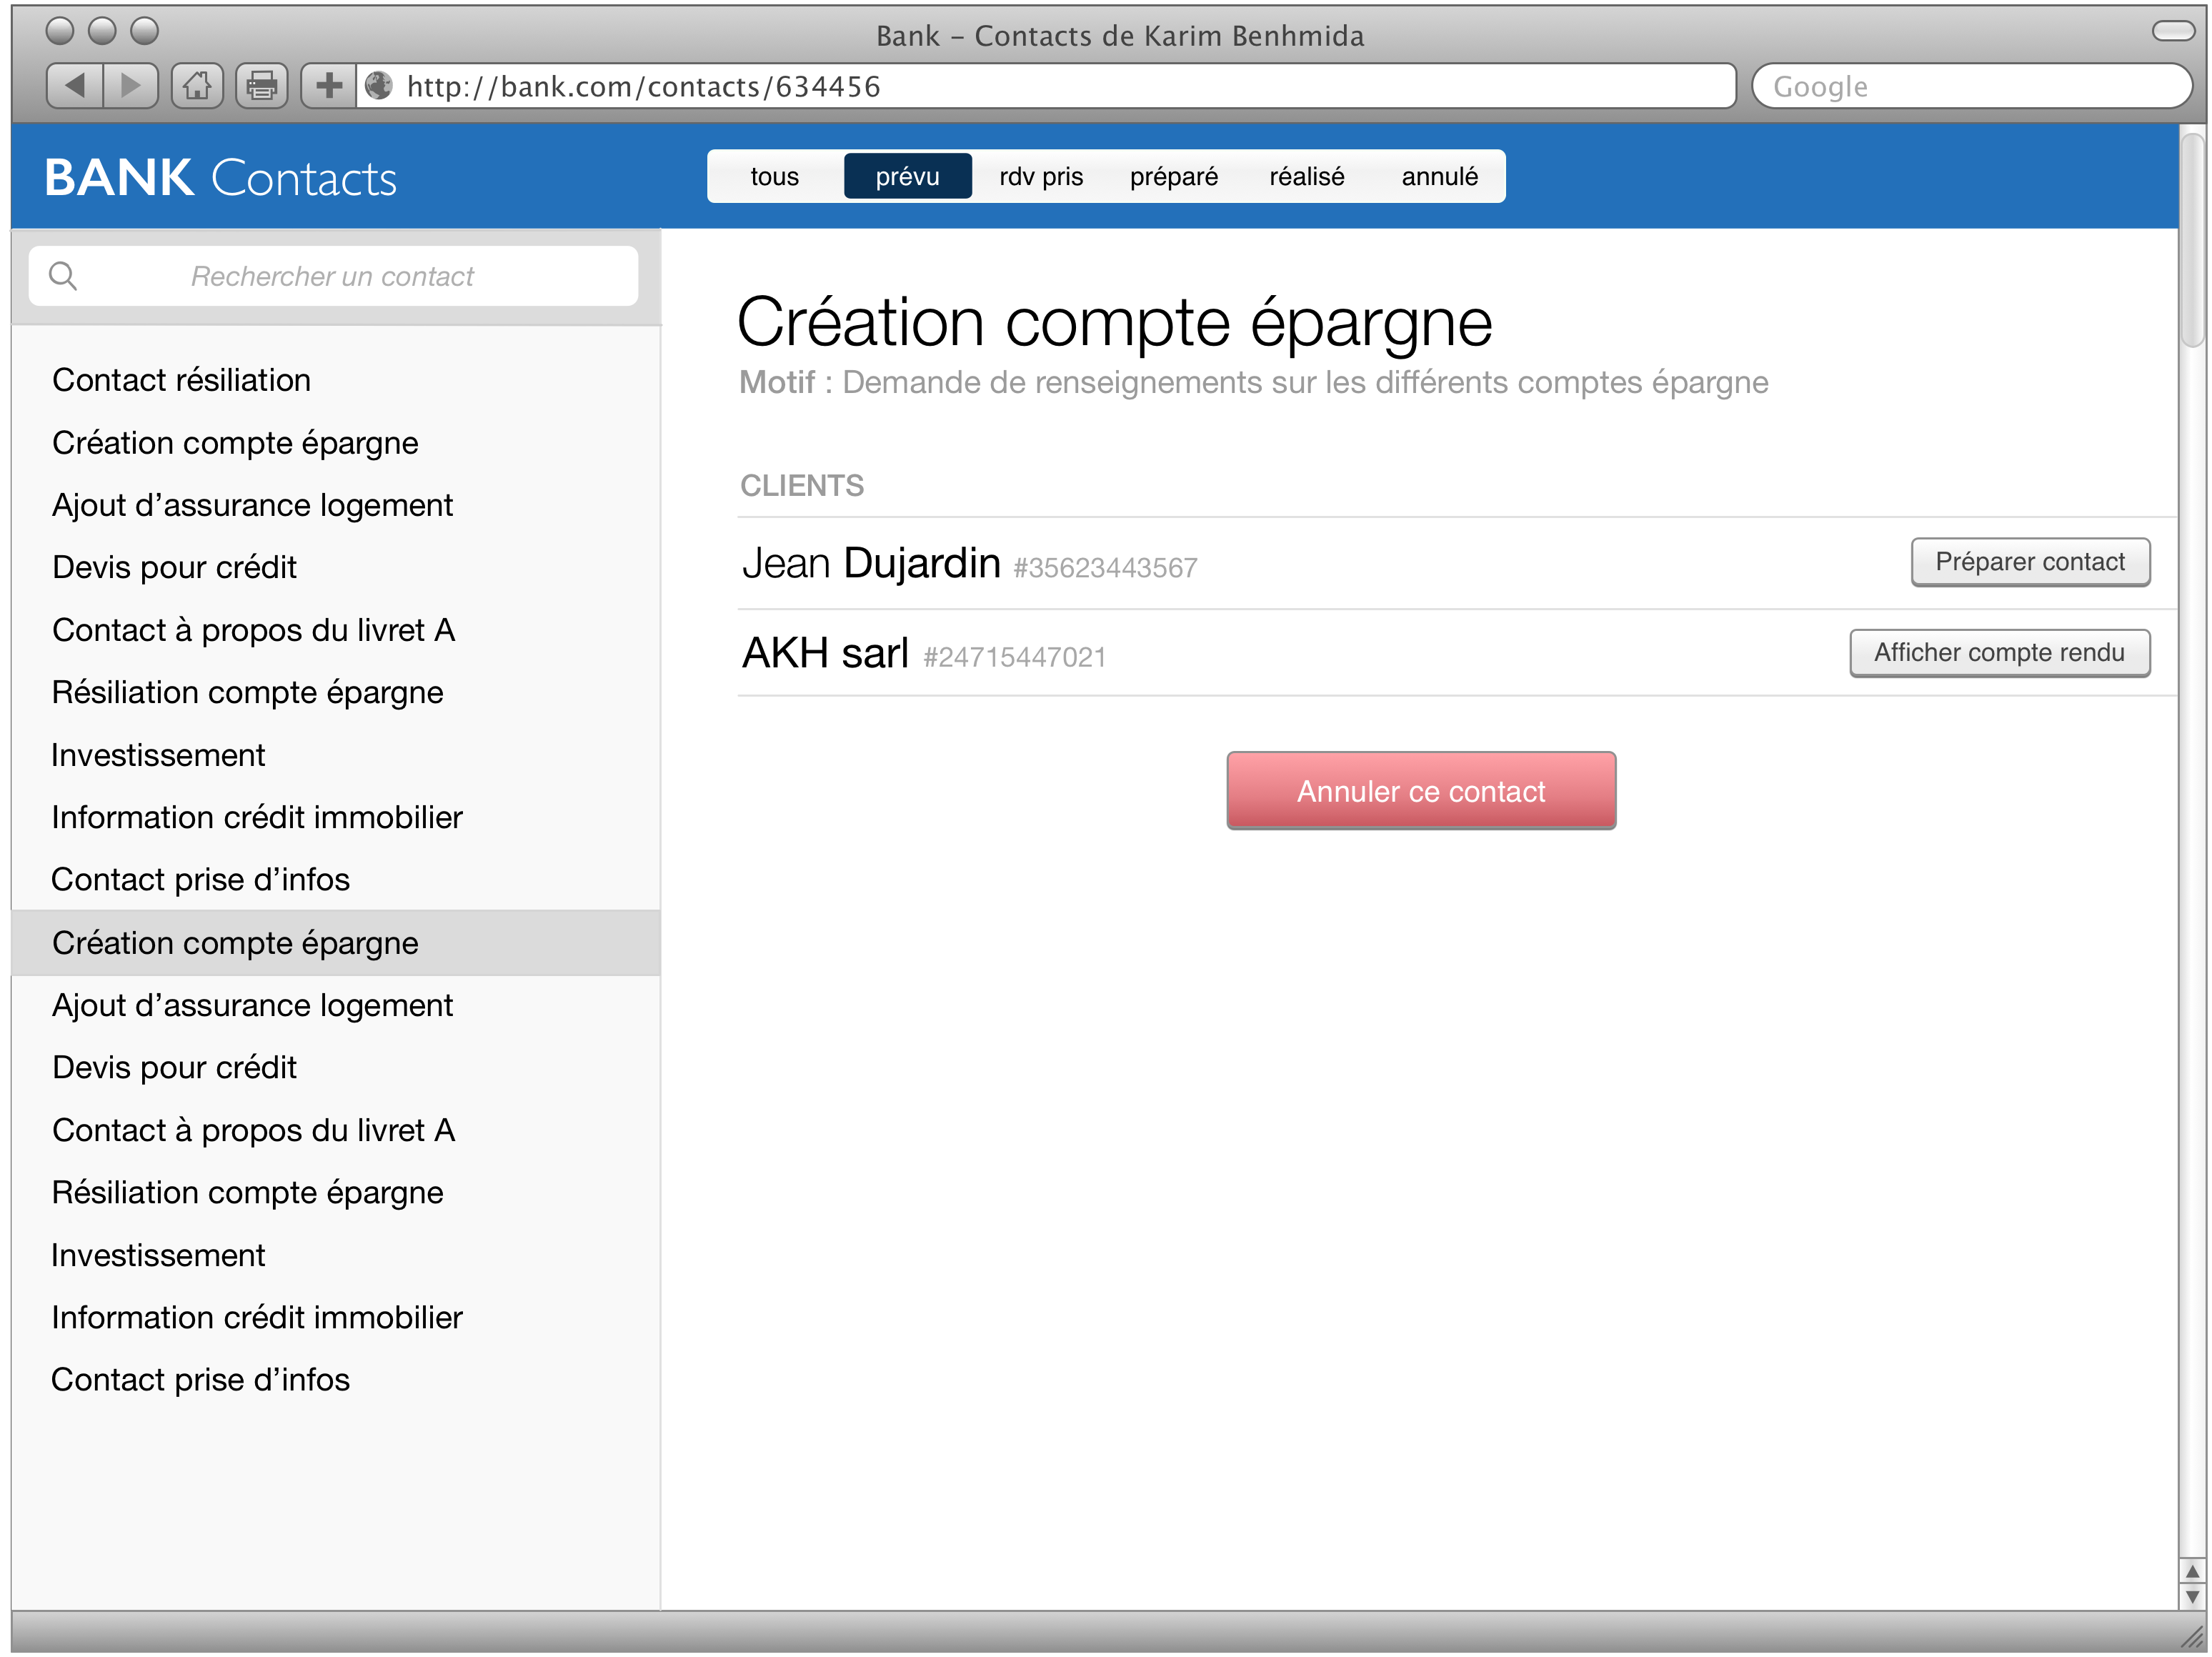 Bank – Contacts de Karim Benhmida
http://bank.com/contacts/634456
Google
BANK Contacts
tous prévu rdv pris préparé réalisé annulé
Rechercher un contact
Contact résiliation
Création compte épargne
Ajout d’assurance logement
Devis pour crédit
Contact à propos du livret A
Résiliation compte épargne
Investissement
Information crédit immobilier
Contact prise d’infos
Création compte épargne
Ajout d’assurance logement
Devis pour crédit
Contact à propos du livret A
Résiliation compte épargne
Investissement
Information crédit immobilier
Contact prise d’infos
Création compte épargne
Motif : Demande de renseignements sur les différents comptes épargne
CLIENTS
Jean Dujardin #35623443567
Préparer contact
AKH sarl #24715447021
Afficher compte rendu
Annuler ce contact